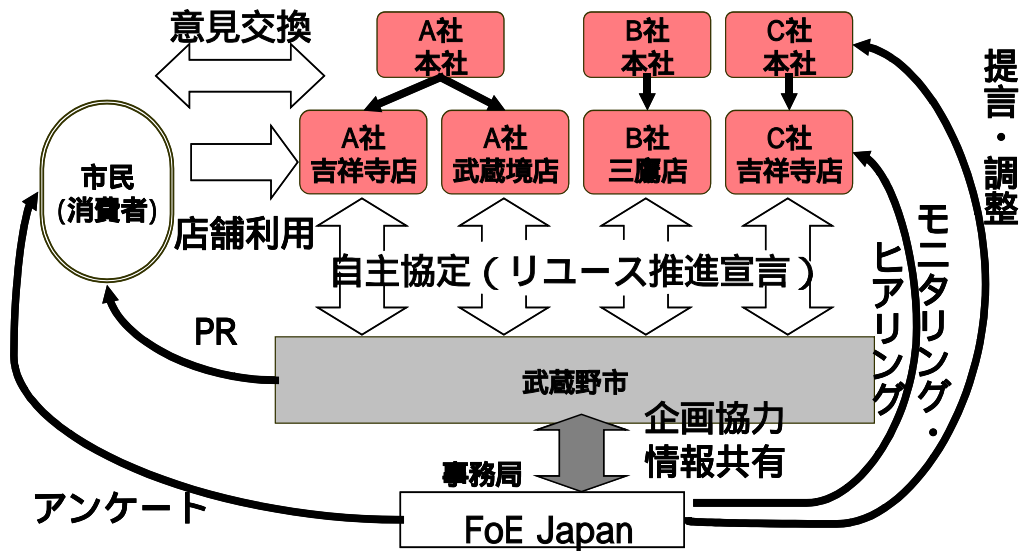 意見交換
A社
本社
B社
本社
C社
本社
提言・調整
市民
(消費者)
A社
吉祥寺店
A社
武蔵境店
B社
三鷹店
C社
吉祥寺店
店舗利用
自主協定（リユース推進宣言）
モニタリング・
ヒアリング
PR
武蔵野市
企画協力
情報共有
事務局
アンケート
FoE Japan